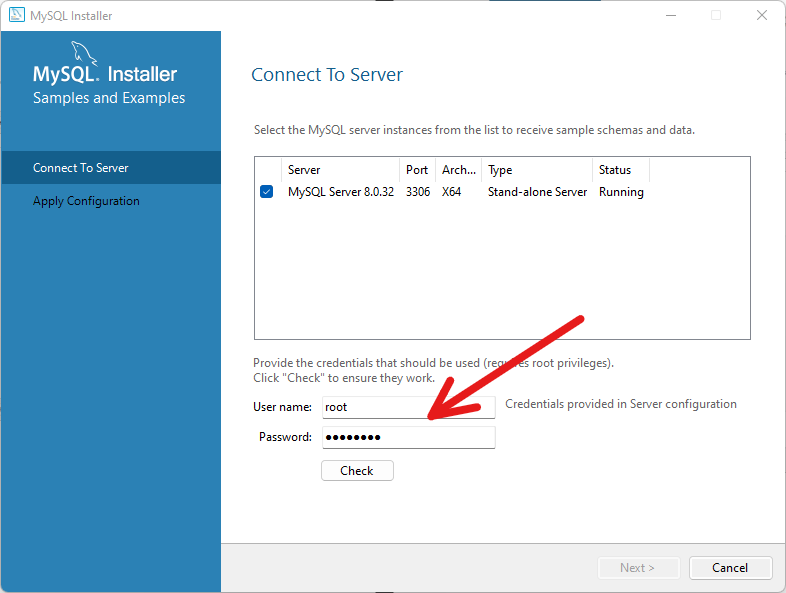 MySQL Installer
MySQL. Installer
Samples and Examples
Connect To Server
Apply Configuration
Connect To Server
Select the MySQL server instances from the list to receive sample schemas and data.
Server Port Arch... Type Status
MySQL Server 8.0.32 3306 X64 Stand-alone Server Running
Provide the credentials that should be used (requires root privileges).
Click "Check" to ensure they work.
User name: root Credentials provided in Server configuration
Password: ●●●●●●●●
Check
Next > Cancel